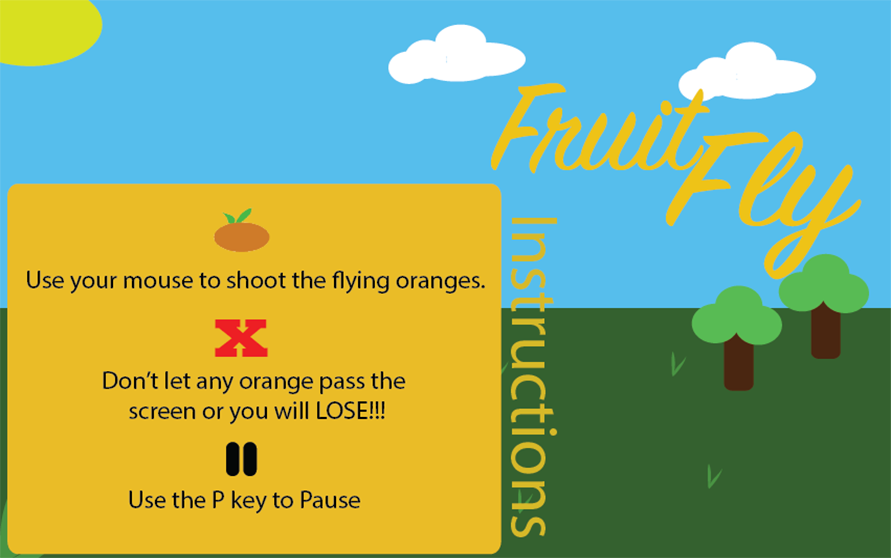 Fruit Fly
Instructions
Use your mouse to shoot the flying oranges.
X
Don’t let any orange pass the
screen or you will LOSE!!!
Use the P key to Pause